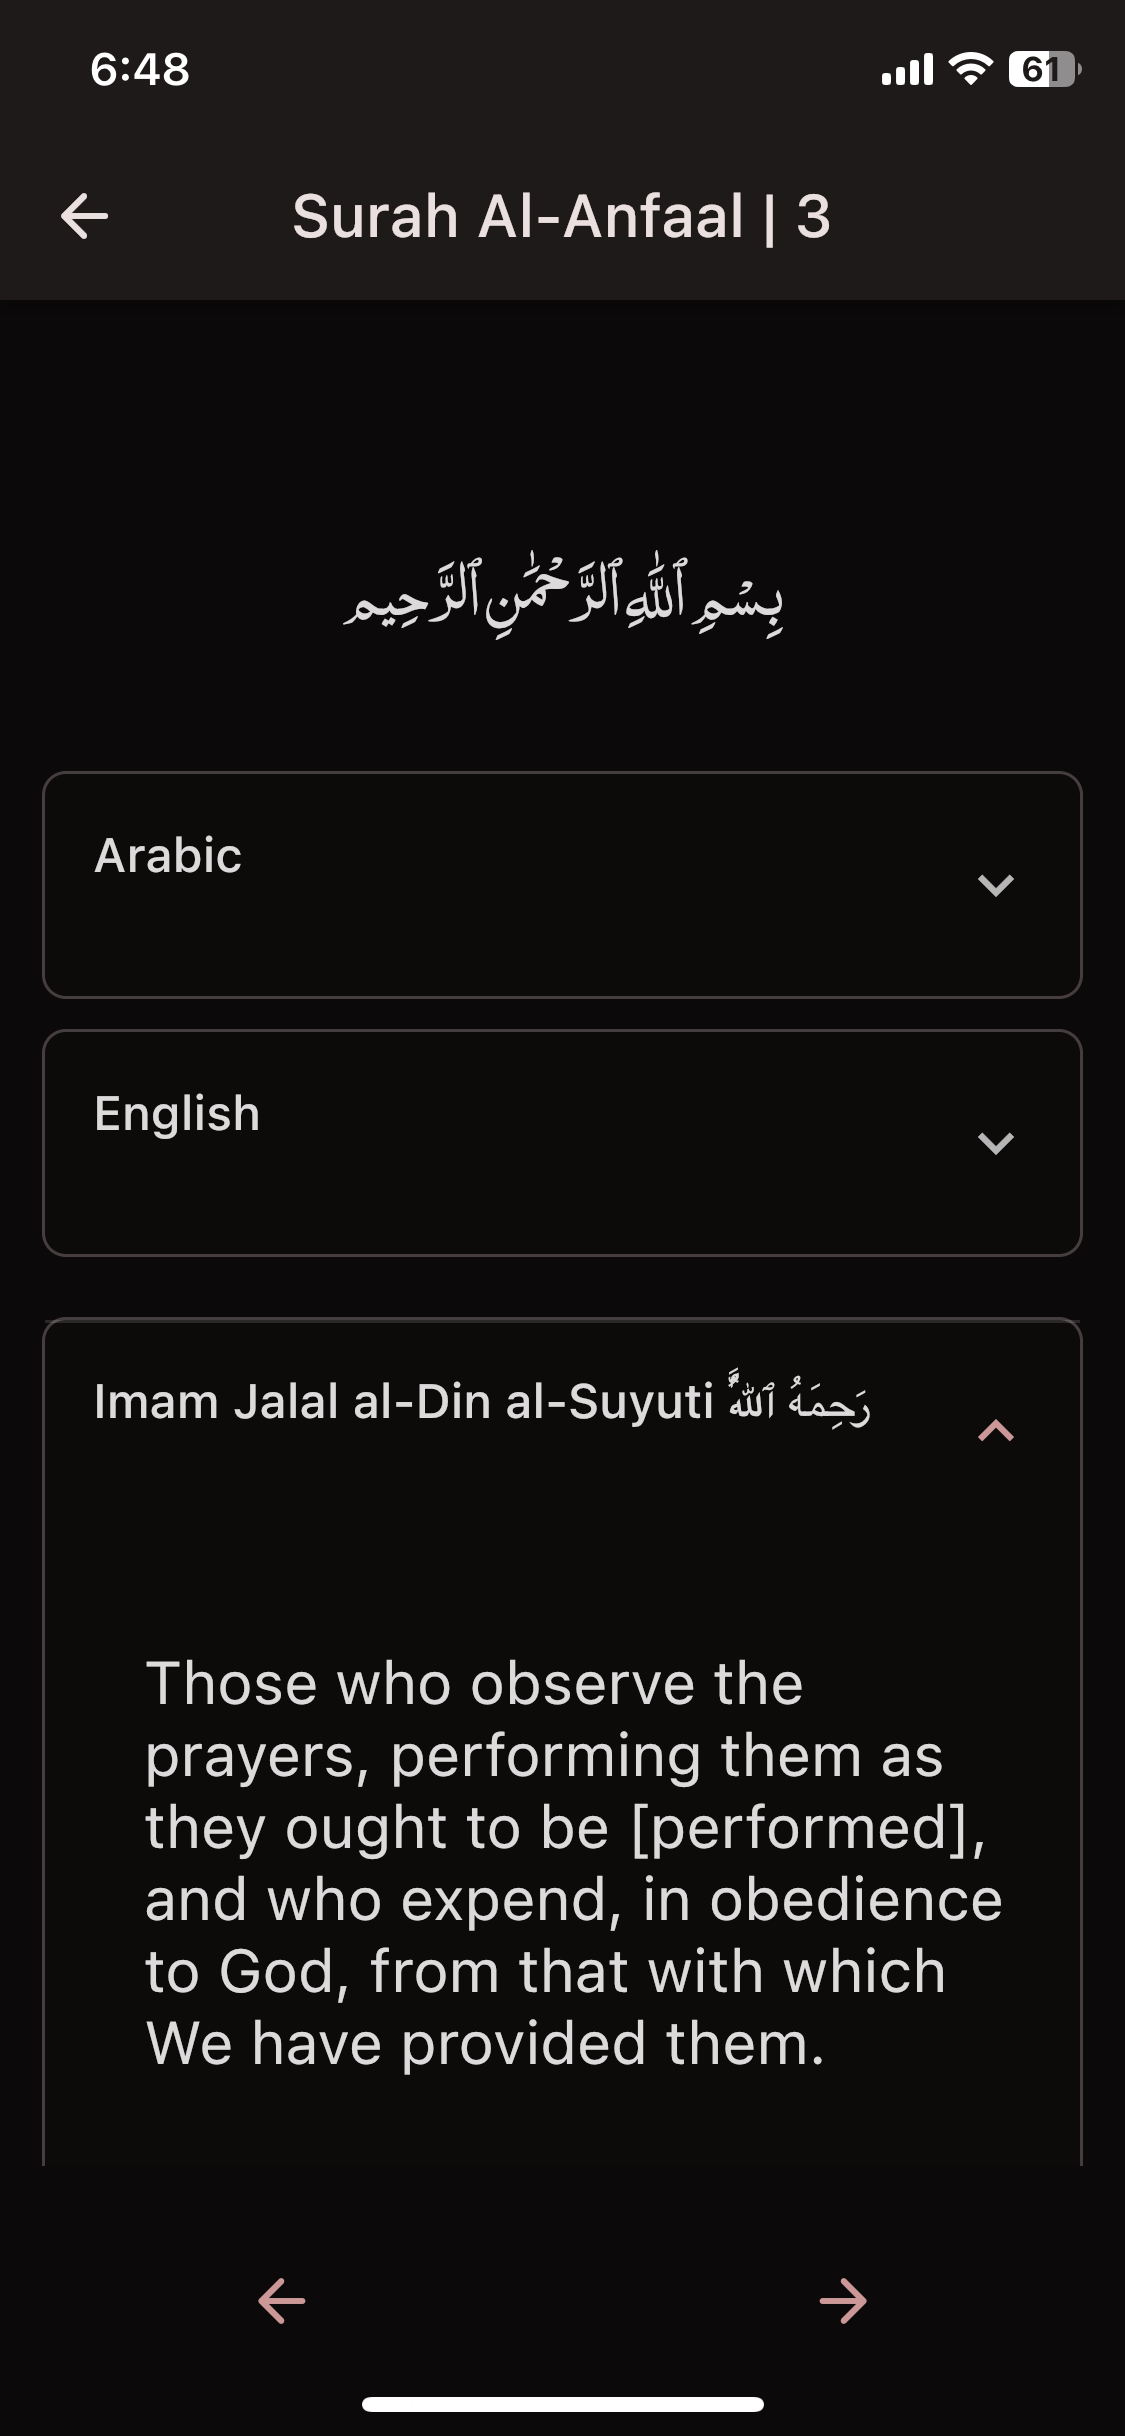 6:48
61
Surah Al-Anfaal | 3
بِسْمِ ٱللَّٰهِ ٱلرَّحْمَٰنِ ٱلرَّحِيم
Arabic
English
Imam Jalal al-Din al-Suyuti رَحِمَهُ ٱللَّٰهُ
Those who observe the
prayers, performing them as
they ought to be [performed],
and who expend, in obedience
to God, from that with which
We have provided them.